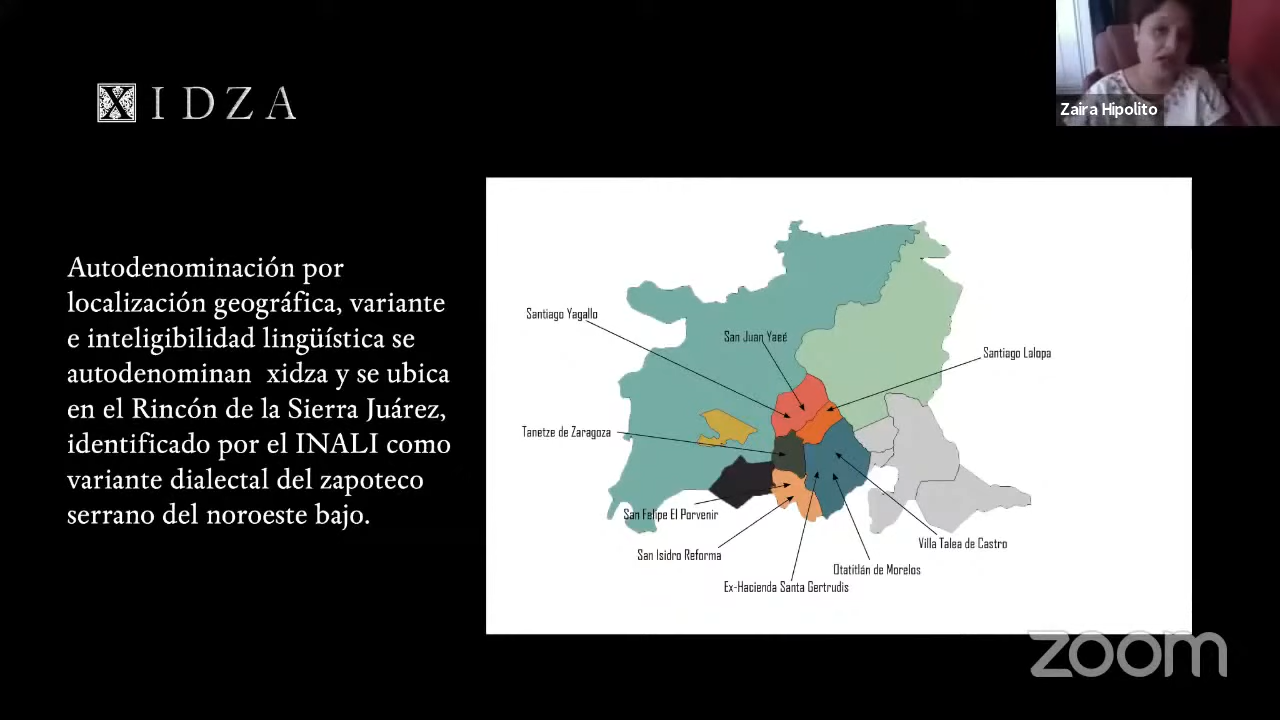 XIDZA
Zaira Hipolito
Autodenominación por
localización geográfica, variante
e inteligibilidad lingüística se
autodenominan xidza y se ubica
en el Rincón de la Sierra Juárez,
identificado por el INALI como
variante dialectal del zapoteco
serrano del noroeste bajo.
Santiago Yagallo
San Juan Yaeé
Santiago Lalopa
Tanetze de Zaragoza
San Felipe El Porvenir
San Isidro Reforma
Villa Talea de Castro
Otatitlán de Morelos
Ex-Hacienda Santa Gertrudis
zoom